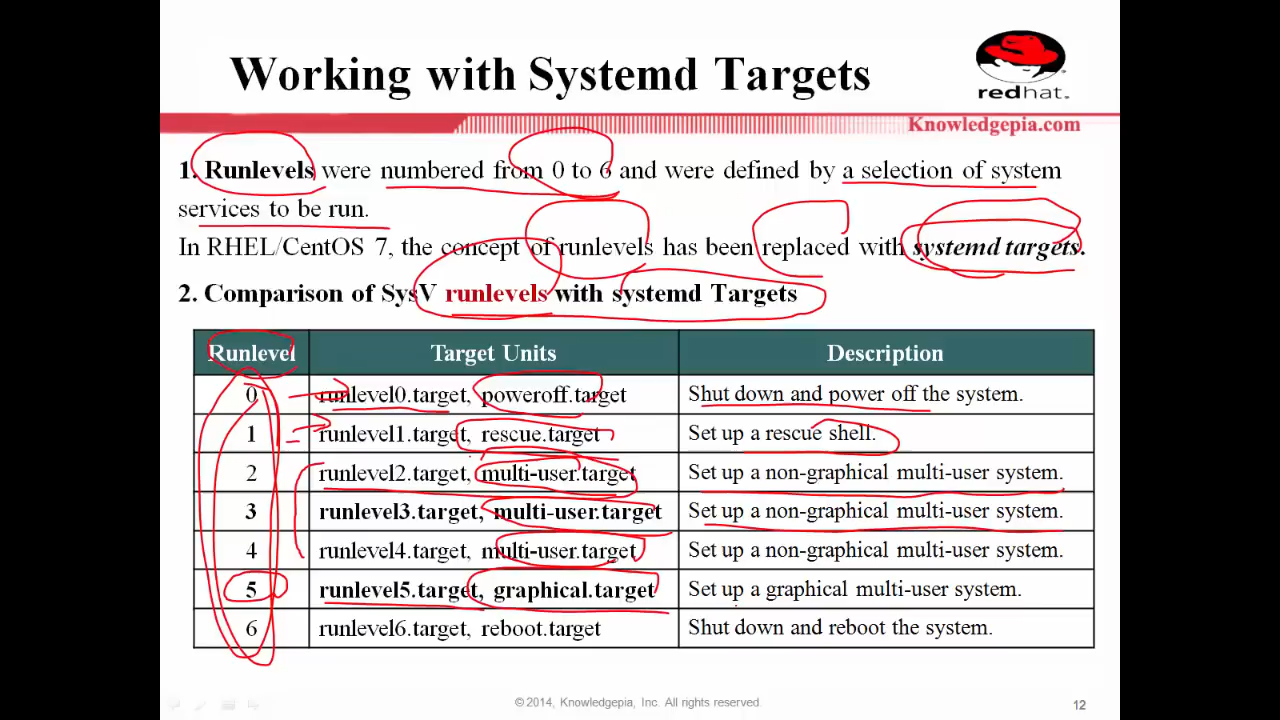 Working with Systemd Targets
redhat.
Knowledgepia.com
1. Runlevels were numbered from 0 to 6 and were defined by a selection of system
services to be run.
In RHEL/CentOS 7, the concept of runlevels has been replaced with systemd targets.
2. Comparison of SysV runlevels with systemd Targets
Runlevel Target Units Description
0 runlevel0.target, poweroff.target Shut down and power off the system.
1 runlevel1.target, rescue.target Set up a rescue shell.
2 runlevel2.target, multi-user.target Set up a non-graphical multi-user system.
3 runlevel3.target, multi-user.target Set up a non-graphical multi-user system.
4 runlevel4.target, multi-user.target Set up a non-graphical multi-user system.
5 runlevel5.target, graphical.target Set up a graphical multi-user system.
6 runlevel6.target, reboot.target Shut down and reboot the system.
© 2014, Knowledgepia, Inc. All rights reserved.
12